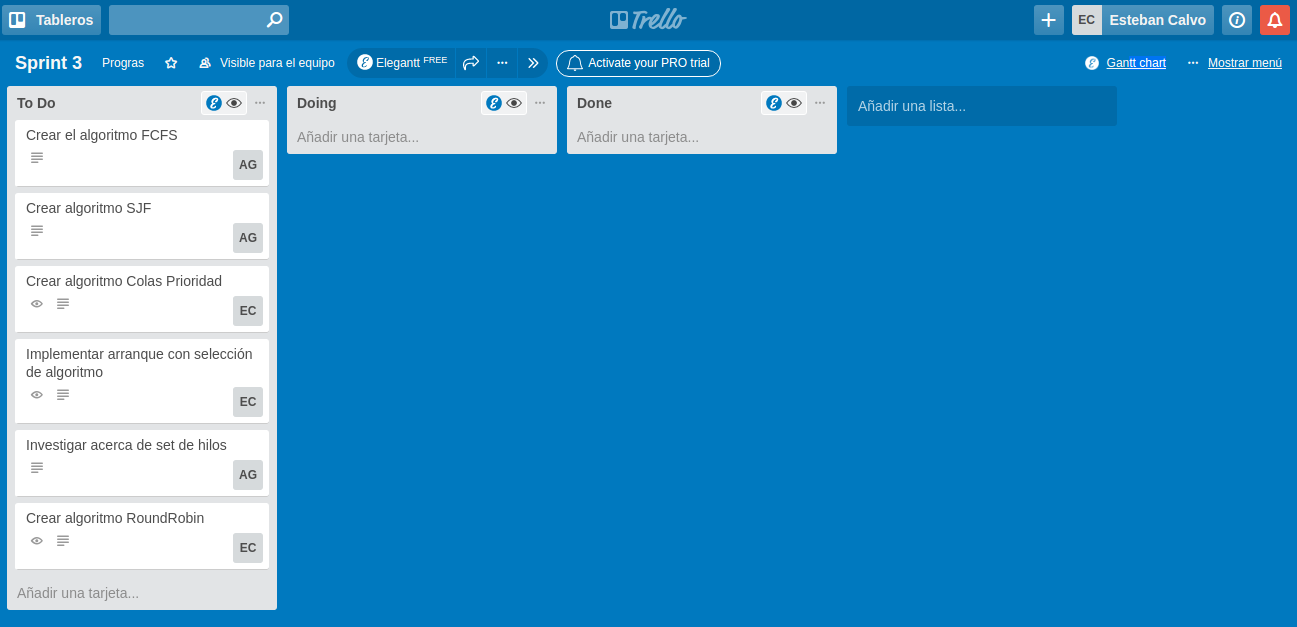 Tableros
Trello
EC Esteban Calvo
Sprint 3
Progras
Visible para el equipo
Elegantt FREE
Activate your PRO trial
Gantt chart
Mostrar menú
To Do
Crear el algoritmo FCFS
AG
Crear algoritmo SJF
AG
Crear algoritmo Colas Prioridad
EC
Implementar arranque con selección
de algoritmo
EC
Investigar acerca de set de hilos
AG
Crear algoritmo RoundRobin
EC
Añadir una tarjeta...
Doing
Añadir una tarjeta...
Done
Añadir una tarjeta...
Añadir una lista...